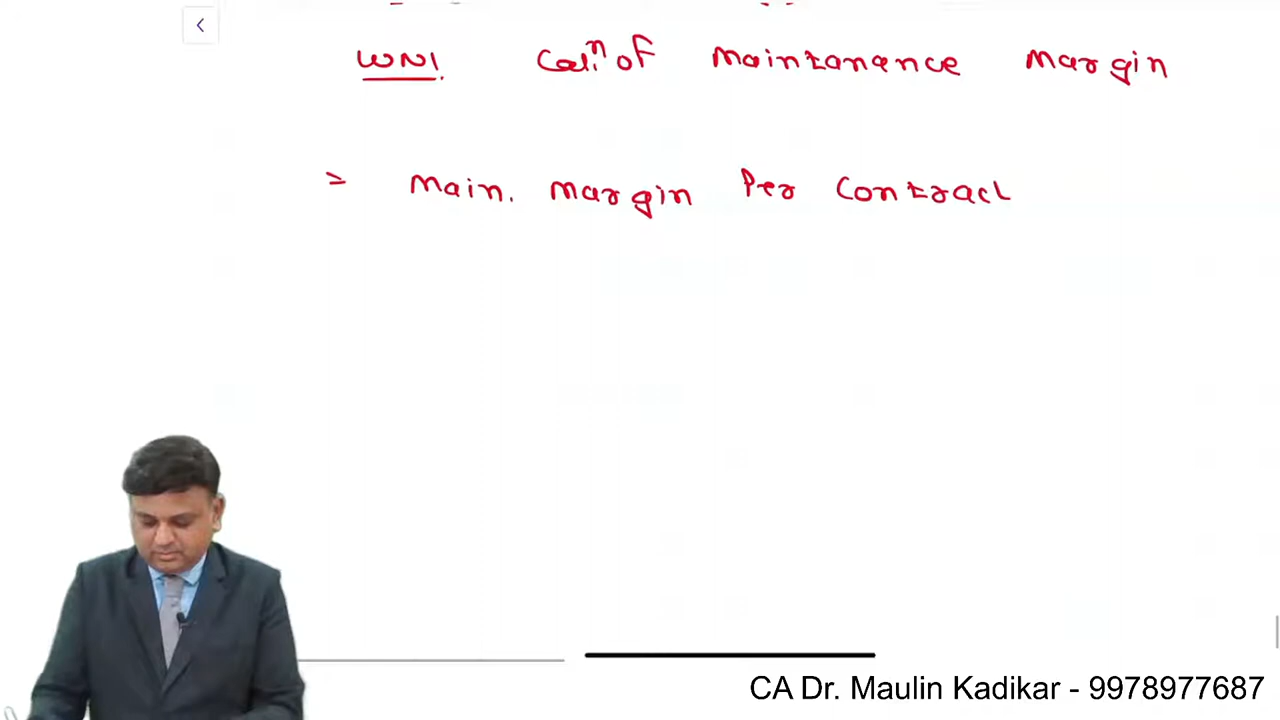 WN1 Calⁿ of Maintanance Margin
= Main. Margin Per Contract
CA Dr. Maulin Kadikar - 9978977687